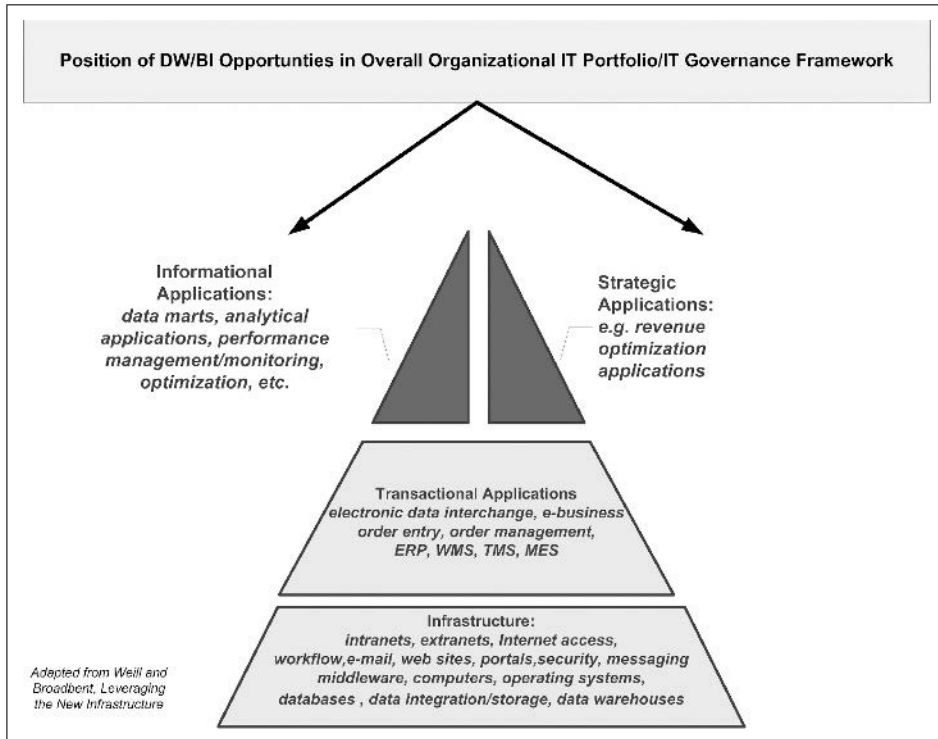 Position of DW/BI Opportunties in Overall Organizational IT Portfolio/IT Governance Framework
Informational
Applications:
data marts, analytical
applications, performance
management/monitoring,
optimization, etc.
Strategic
Applications:
e.g. revenue
optimization
applications
Transactional Applications
electronic data interchange, e-business
order entry, order management,
ERP, WMS, TMS, MES
Infrastructure:
intranets, extranets, Internet access,
workflow,e-mail, web sites, portals,security, messaging
middleware, computers, operating systems,
databases , data integration/storage, data warehouses
Adapted from Weill and
Broadbent, Leveraging
the New Infrastructure